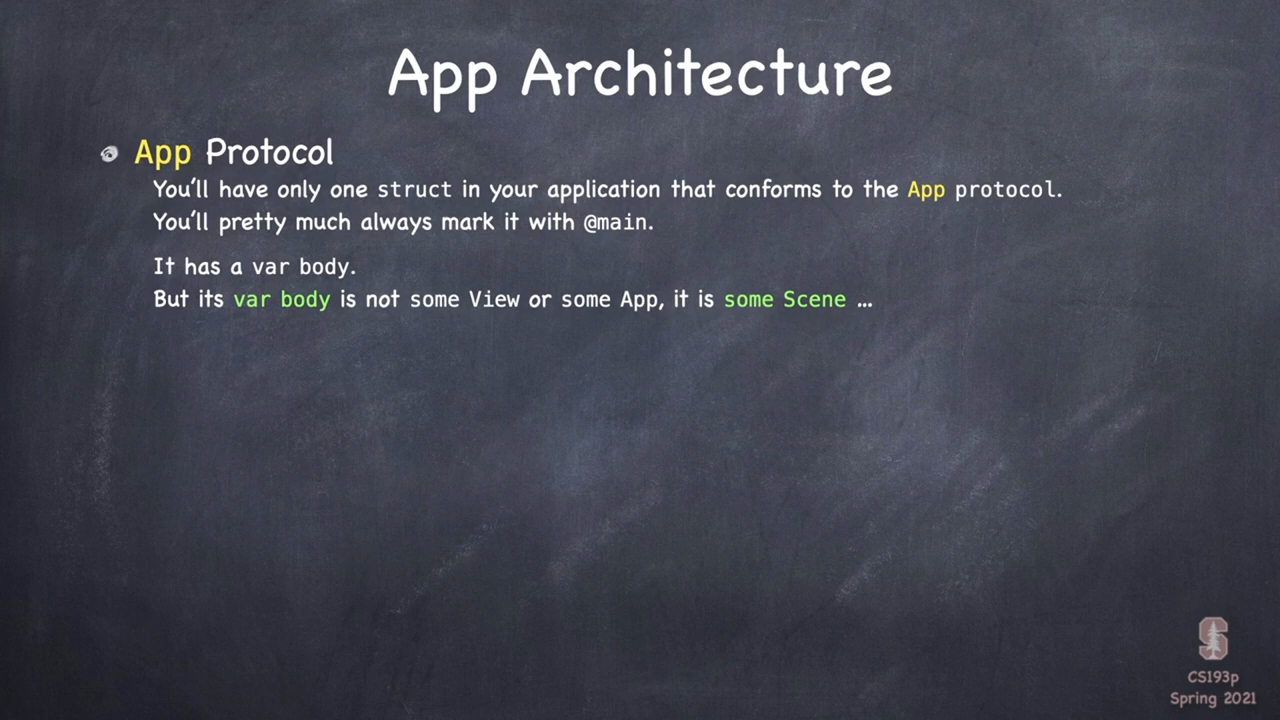 App Architecture
App Protocol
You'll have only one struct in your application that conforms to the App protocol.
You'll pretty much always mark it with @main.
It has a var body.
But its var body is not some View or some App, it is some Scene ...
S
CS193p
Spring 2021